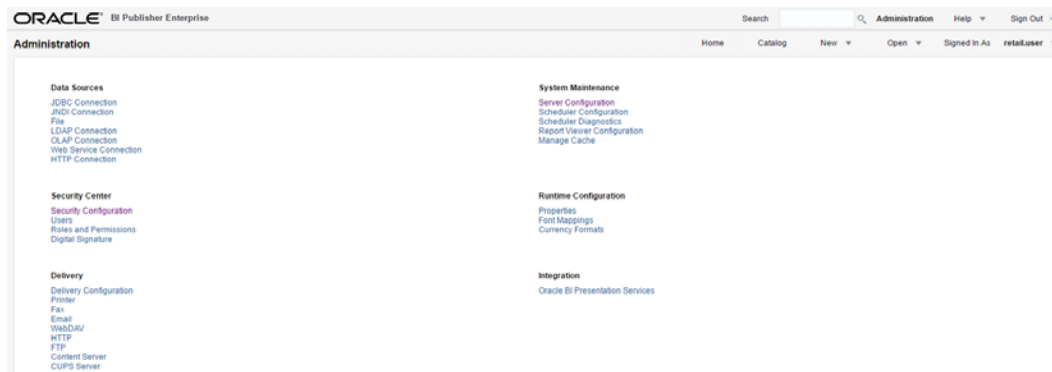 ORACLE® BI Publisher Enterprise
Search Administration Help Sign Out
Administration
Home Catalog New Open Signed In As retail.user
Data Sources
JDBC Connection
JNDI Connection
File
LDAP Connection
OLAP Connection
Web Service Connection
HTTP Connection
System Maintenance
Server Configuration
Scheduler Configuration
Scheduler Diagnostics
Report Viewer Configuration
Manage Cache
Security Center
Security Configuration
Users
Roles and Permissions
Digital Signature
Runtime Configuration
Properties
Font Mappings
Currency Formats
Delivery
Delivery Configuration
Printer
Fax
Email
WebDAV
HTTP
FTP
Content Server
CUPS Server
Integration
Oracle BI Presentation Services